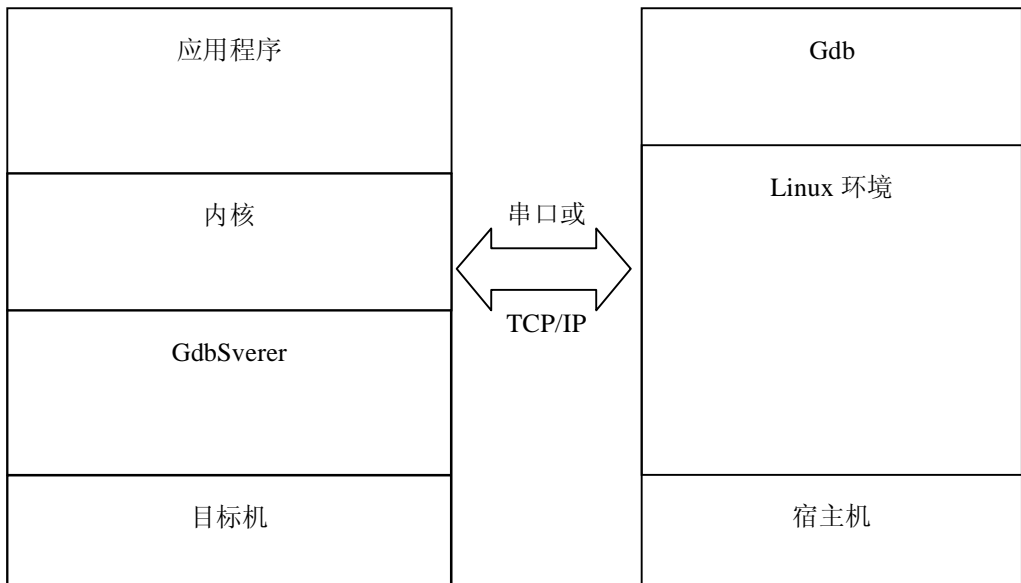 应用程序
内核
GdbSverer
目标机
串口或
TCP/IP
Gdb
Linux 环境
宿主机